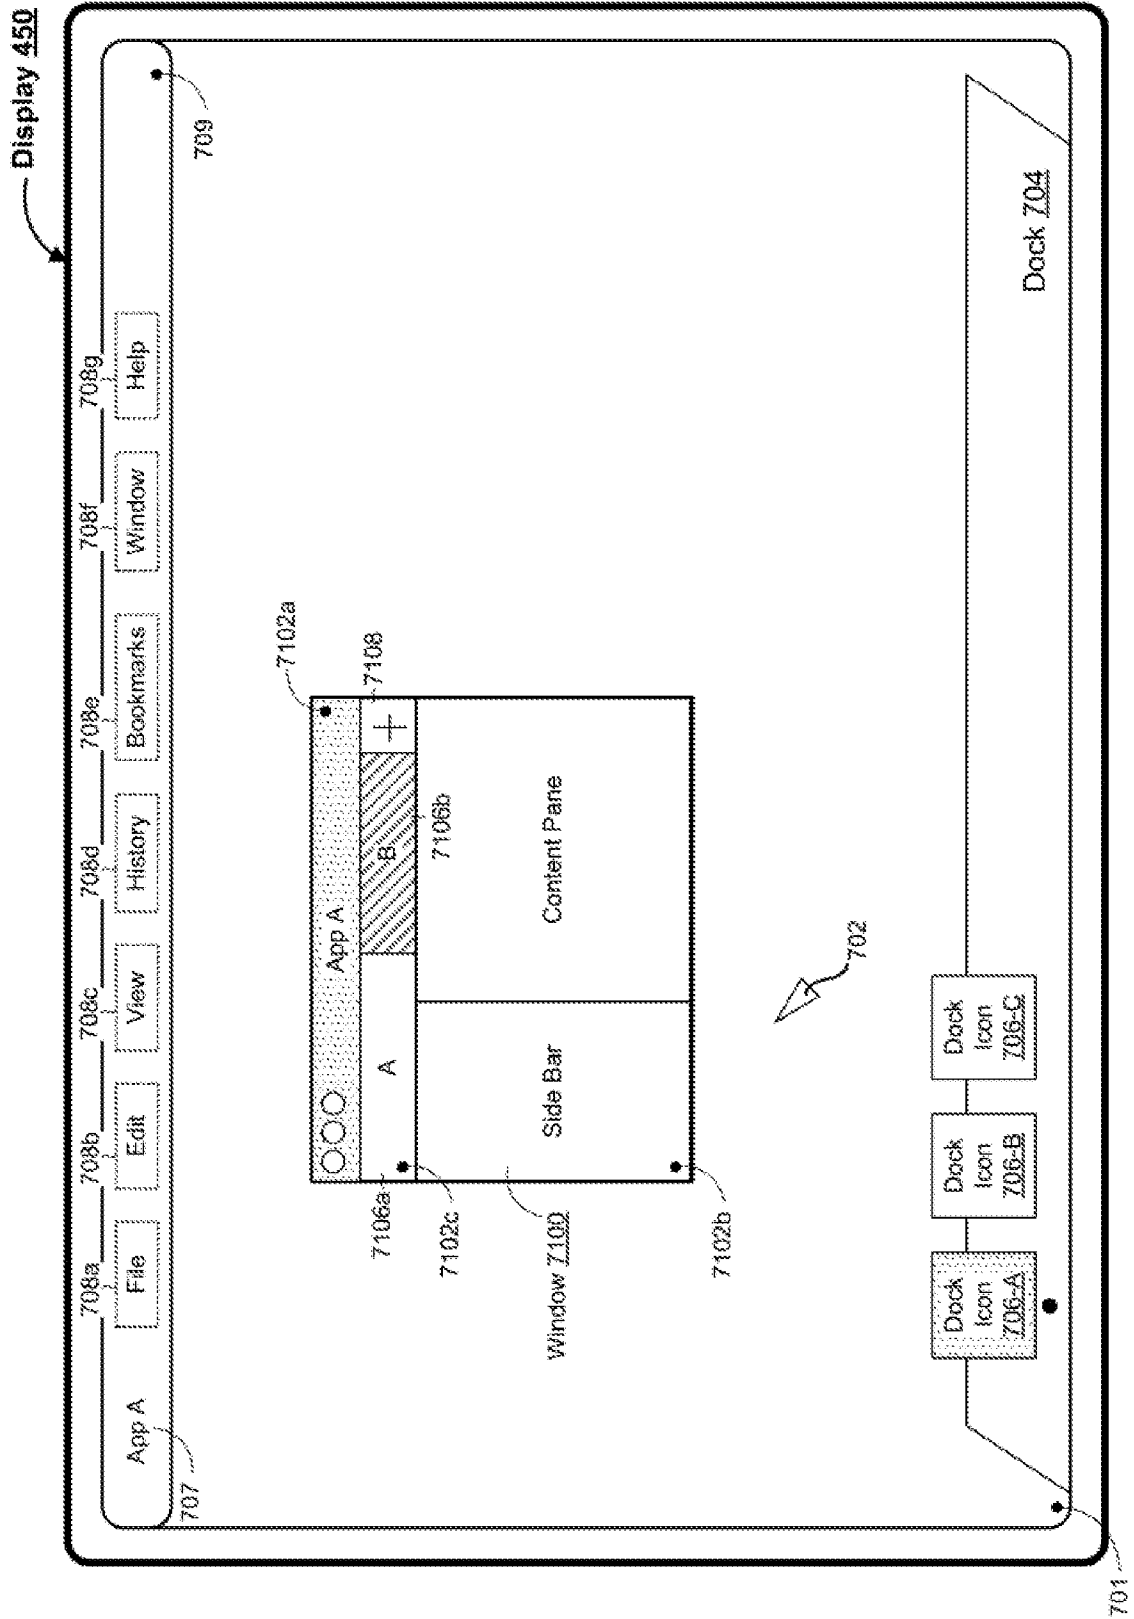 Display 450
708a
708b
708c
708d
708e
708f
708g
App A
File
Edit
View
History
Bookmarks
Window
Help
707
709
7102a
App A
7108
7106a
A
B
7102c
7106b
Window 7100
Side Bar
Content Pane
7102b
702
Dock
Icon
706-A
Dock
Icon
706-B
Dock
Icon
706-C
Dock 704
701